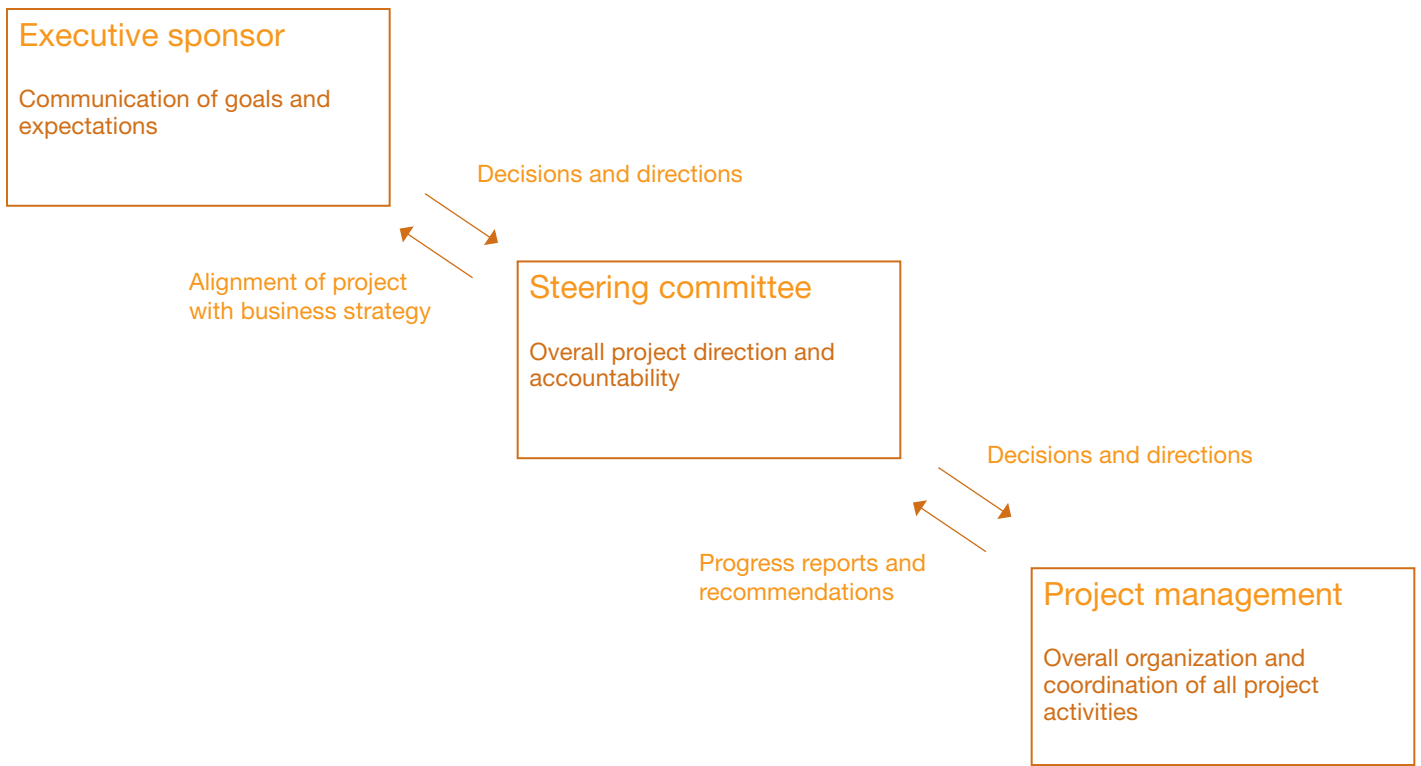 Executive sponsor
Communication of goals and
expectations
Decisions and directions
Alignment of project
with business strategy
Steering committee
Overall project direction and
accountability
Decisions and directions
Progress reports and
recommendations
Project management
Overall organization and
coordination of all project
activities